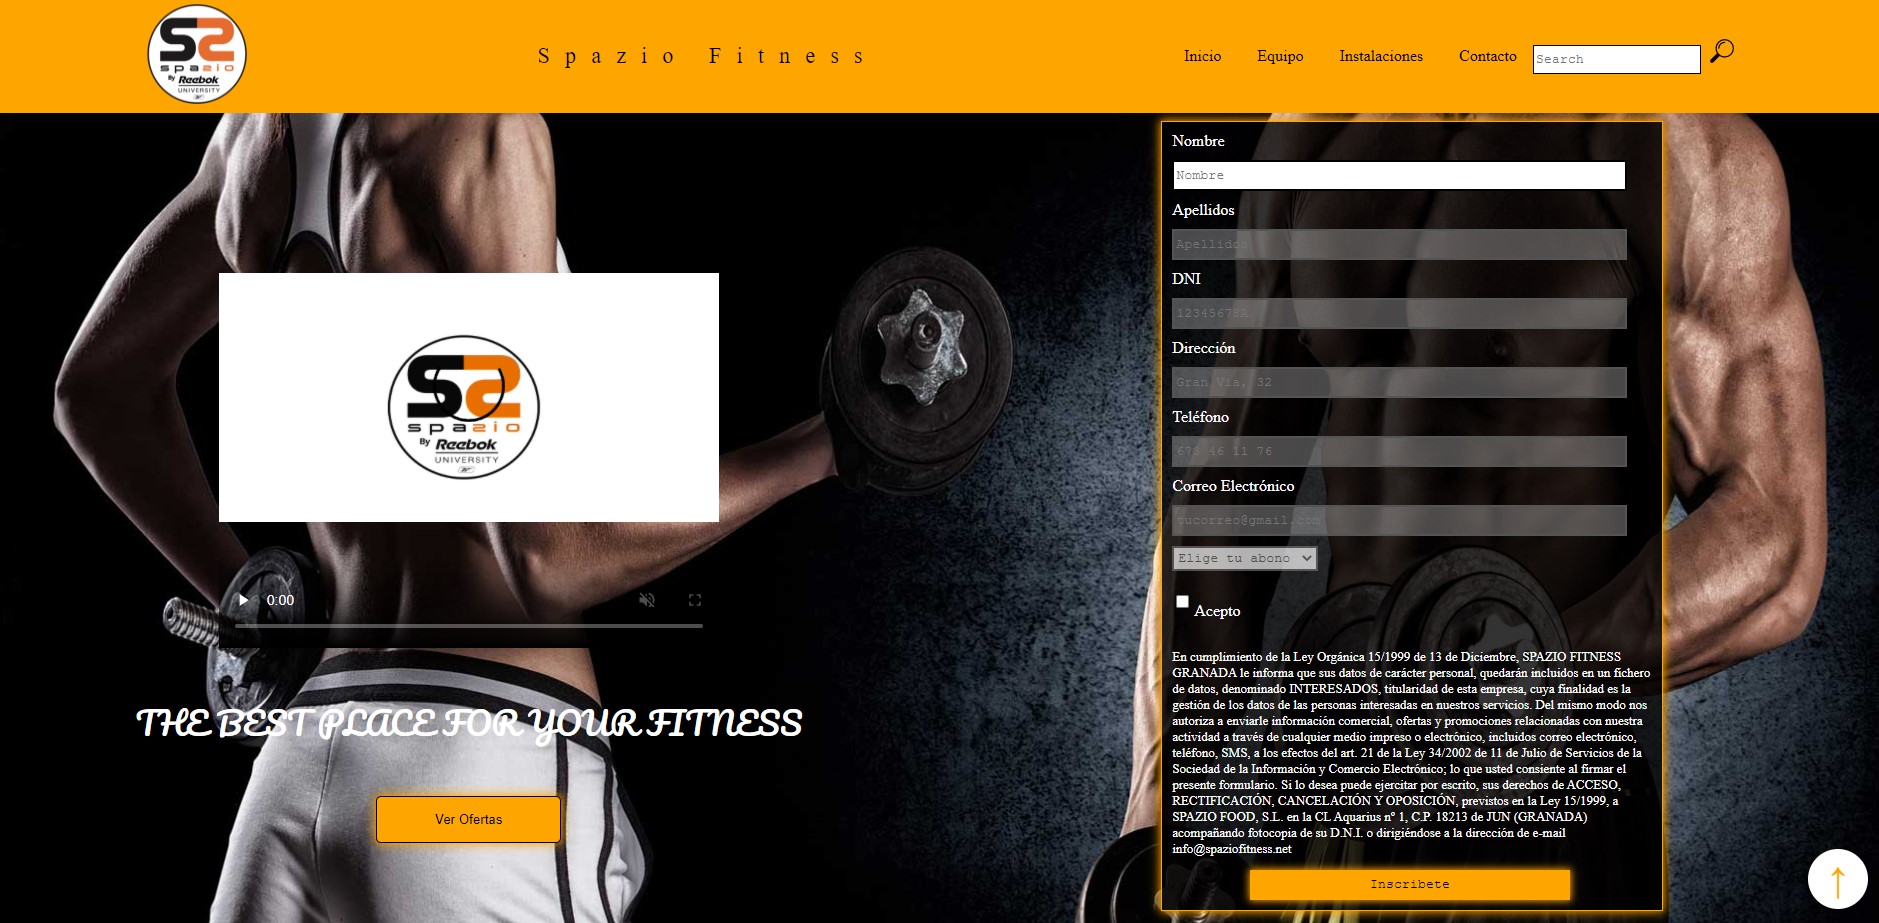 S2
spazio
By Reebok
UNIVERSITY
Spazio Fitness
Inicio
Equipo
Instalaciones
Contacto
Search
S2
spazio
By Reebok
UNIVERSITY
0:00
THE BEST PLACE FOR YOUR FITNESS
Ver Ofertas
Nombre
Nombre
Apellidos
Apellidos
DNI
12345678A
Dirección
Gran Vía, 32
Teléfono
678 46 11 76
Correo Electrónico
tucorreo@gmail.com
Elige tu abono
Acepto
En cumplimiento de la Ley Orgánica 15/1999 de 13 de Diciembre, SPAZIO FITNESS
GRANADA le informa que sus datos de carácter personal, quedarán incluidos en un fichero
de datos, denominado INTERESADOS, titularidad de esta empresa, cuya finalidad es la
gestión de los datos de las personas interesadas en nuestros servicios. Del mismo modo nos
autoriza a enviarle información comercial, ofertas y promociones relacionadas con nuestra
actividad a través de cualquier medio impreso o electrónico, incluidos correo electrónico,
teléfono, SMS, a los efectos del art. 21 de la Ley 34/2002 de 11 de Julio de Servicios de la
Sociedad de la Información y Comercio Electrónico; lo que usted consiente al firmar el
presente formulario. Si lo desea puede ejercitar por escrito, sus derechos de ACCESO,
RECTIFICACIÓN, CANCELACIÓN Y OPOSICIÓN, previstos en la Ley 15/1999, a
SPAZIO FOOD, S.L. en la CL Aquarius nº 1, C.P. 18213 de JUN (GRANADA)
acompañando fotocopia de su D.N.I. o dirigiéndose a la dirección de e-mail
info@spaziofitness.net
Inscribete
↑